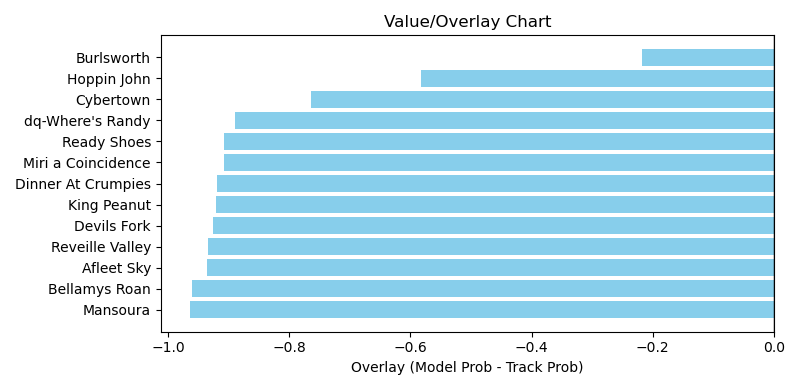 Value/Overlay Chart
Burlsworth
Hoppin John
Cybertown
dq-Where's Randy
Ready Shoes
Miri a Coincidence
Dinner At Crumpies
King Peanut
Devils Fork
Reveille Valley
Afleet Sky
Bellamys Roan
Mansoura
−1.0 −0.8 −0.6 −0.4 −0.2 0.0
Overlay (Model Prob - Track Prob)